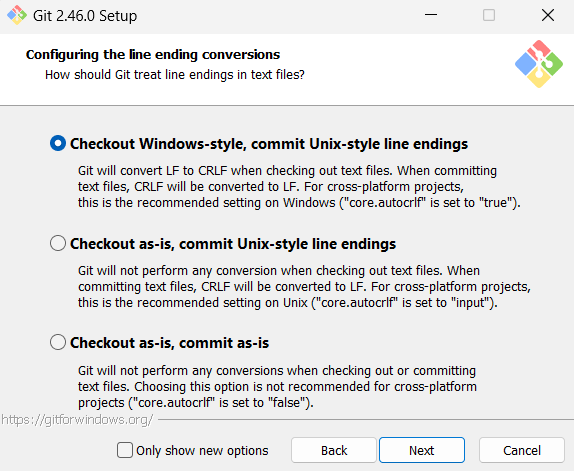 Git 2.46.0 Setup
Configuring the line ending conversions
How should Git treat line endings in text files?
Checkout Windows-style, commit Unix-style line endings
Git will convert LF to CRLF when checking out text files. When committing
text files, CRLF will be converted to LF. For cross-platform projects,
this is the recommended setting on Windows ("core.autocrlf" is set to "true").
Checkout as-is, commit Unix-style line endings
Git will not perform any conversion when checking out text files. When
committing text files, CRLF will be converted to LF. For cross-platform projects,
this is the recommended setting on Unix ("core.autocrlf" is set to "input").
Checkout as-is, commit as-is
Git will not perform any conversions when checking out or committing
text files. Choosing this option is not recommended for cross-platform
projects ("core.autocrlf" is set to "false").
https://gitforwindows.org/
Only show new options
Back
Next
Cancel